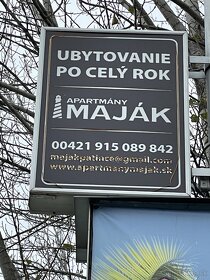 UBYTOVANIE
PO CELÝ ROK
APARTMÁNY
MAJÁK
00421 915 089 842
majakpatince@gmail.com
www.apartmanymajak.sk